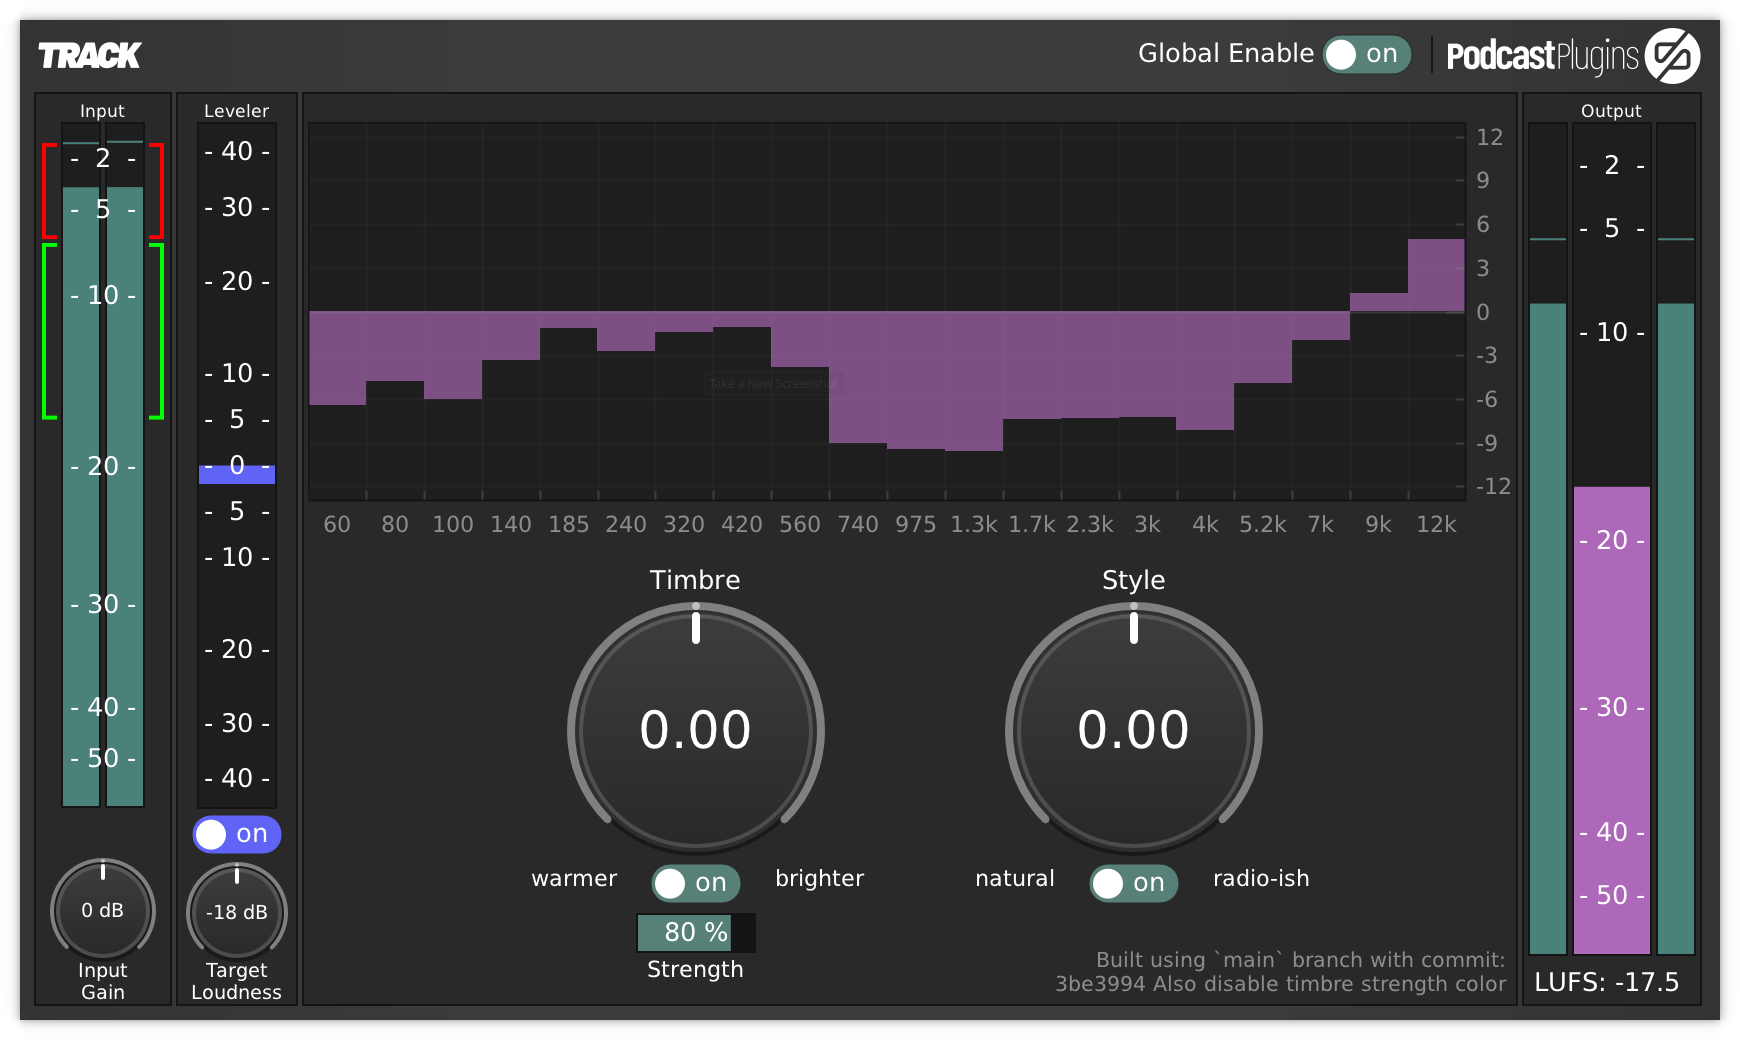 TRACK
Global Enable on
PodcastPlugins
Input
- 2 -
- 5 -
- 10 -
- 20 -
- 30 -
- 40 -
- 50 -
0 dB
Input
Gain
Leveler
- 40 -
- 30 -
- 20 -
- 10 -
- 5 -
- 0 -
- 5 -
- 10 -
- 20 -
- 30 -
- 40 -
on
-18 dB
Target
Loudness
12
9
6
3
0
-3
-6
-9
-12
Take a New Screenshot
60 80 100 140 185 240 320 420 560 740 975 1.3k 1.7k 2.3k 3k 4k 5.2k 7k 9k 12k
Timbre
0.00
warmer on brighter
80 %
Strength
Style
0.00
natural on radio-ish
Built using `main` branch with commit:
3be3994 Also disable timbre strength color
Output
- 2 -
- 5 -
- 10 -
- 20 -
- 30 -
- 40 -
- 50 -
LUFS: -17.5